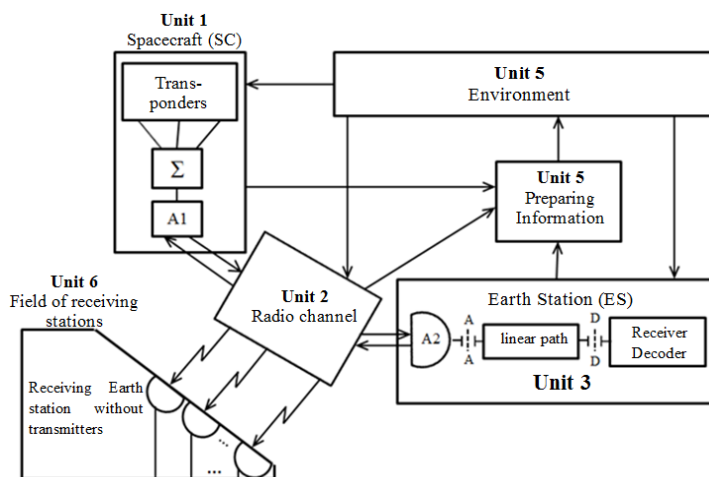 Unit 1
Spacecraft (SC)
Trans-
ponders
Σ
A1
Unit 5
Environment
Unit 5
Preparing
Information
Unit 2
Radio channel
Unit 6
Field of receiving
stations
Receiving Earth
station without
transmitters
...
...
Earth Station (ES)
A2
A
A
linear path
D
D
Receiver
Decoder
Unit 3